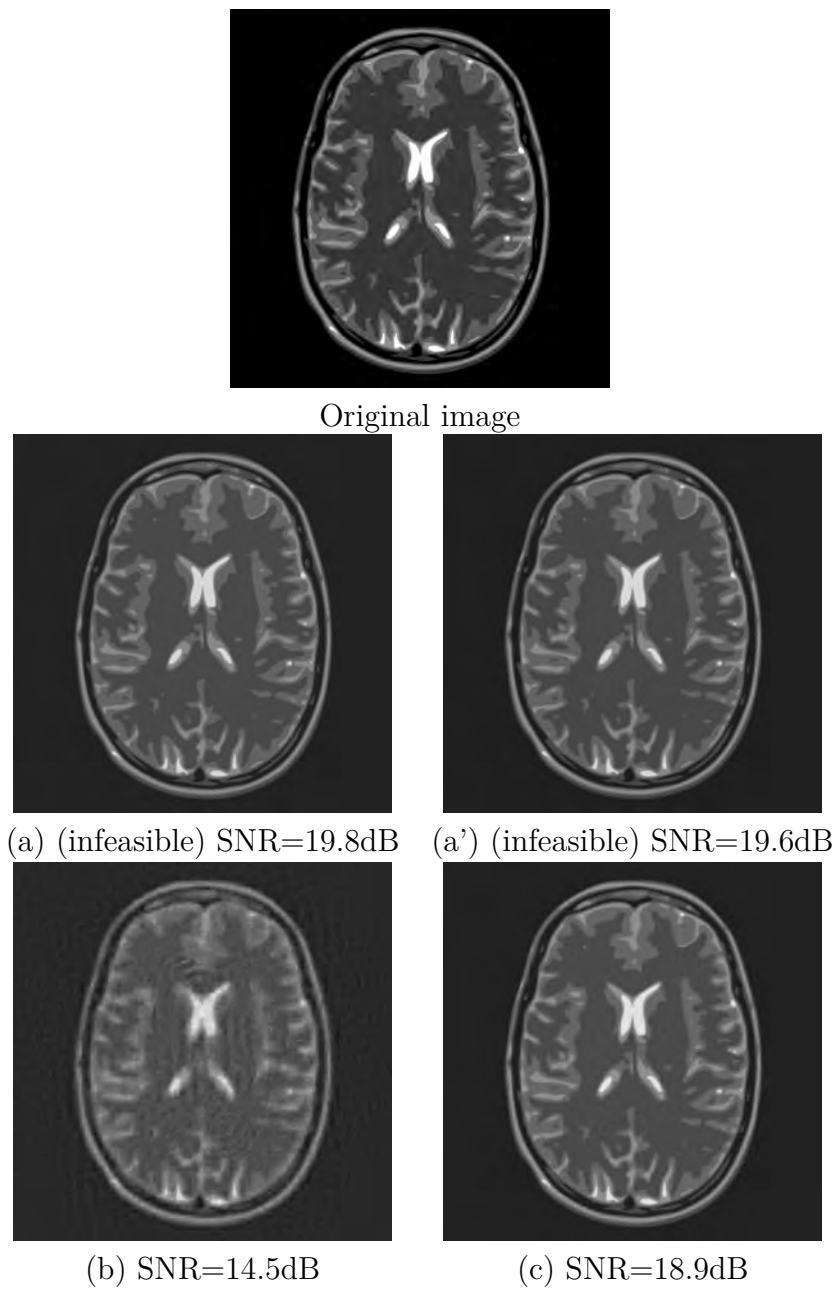 Original image
(a) (infeasible) SNR=19.8dB
(a') (infeasible) SNR=19.6dB
(b) SNR=14.5dB
(c) SNR=18.9dB